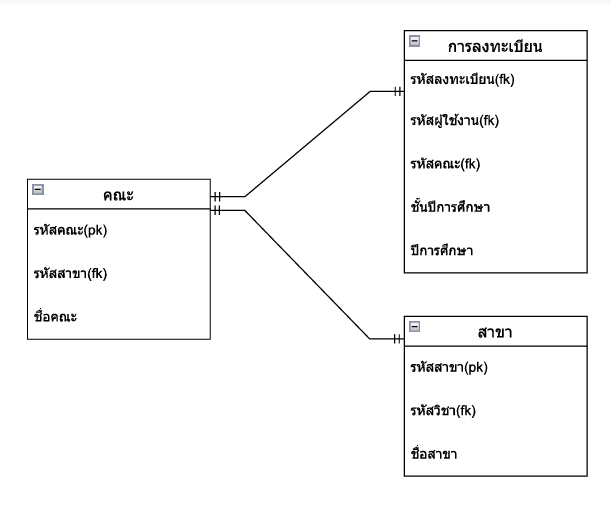 การลงทะเบียน
รหัสลงทะเบียน(fk)
รหัสผู้ใช้งาน(fk)
รหัสคณะ(fk)
ชั้นปีการศึกษา
ปีการศึกษา
คณะ
รหัสคณะ(pk)
รหัสสาขา(fk)
ชื่อคณะ
สาขา
รหัสสาขา(pk)
รหัสวิชา(fk)
ชื่อสาขา